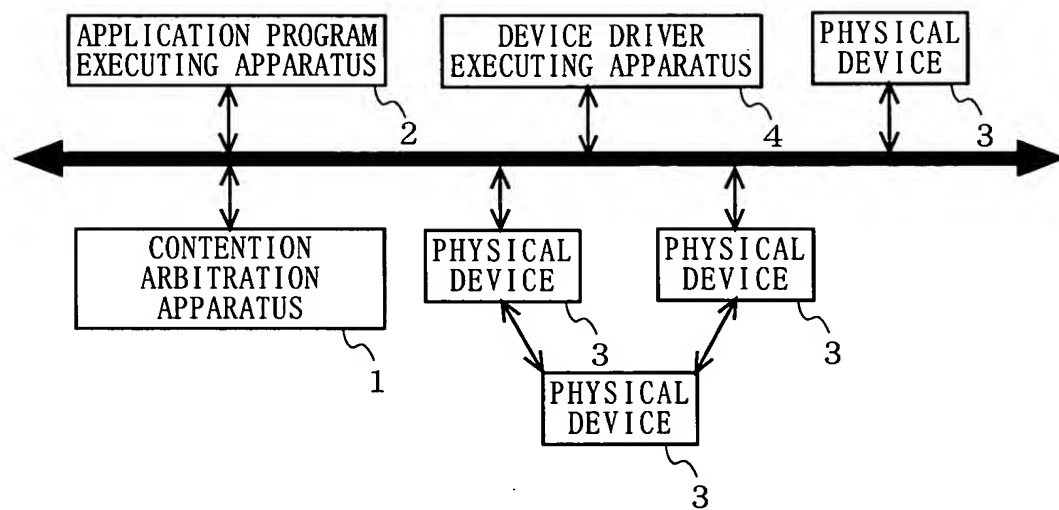 APPLICATION PROGRAM
EXECUTING APPARATUS
2
DEVICE DRIVER
EXECUTING APPARATUS
4
PHYSICAL
DEVICE
3
CONTENTION
ARBITRATION
APPARATUS
1
PHYSICAL
DEVICE
3
PHYSICAL
DEVICE
3
PHYSICAL
DEVICE
3